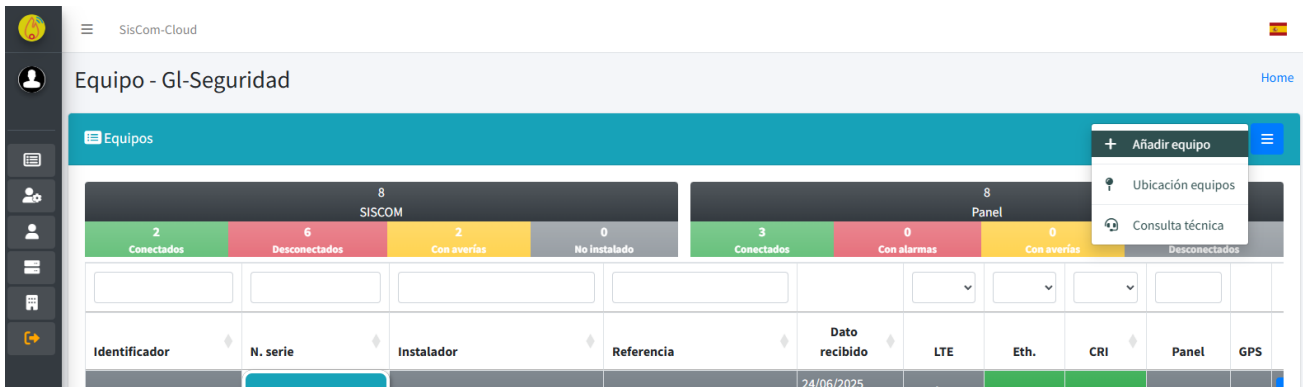 SisCom-Cloud
Equipo - Gl-Seguridad
Home
Equipos
Añadir equipo
Ubicación equipos
Consulta técnica
8
SISCOM
2
Conectados
6
Desconectados
2
Con averías
0
No instalado
8
Panel
3
Conectados
0
Con alarmas
0
Con averías
Desconectados
Identificador
N. serie
Instalador
Referencia
Dato
recibido
LTE
Eth.
CRI
Panel
GPS
24/06/2025